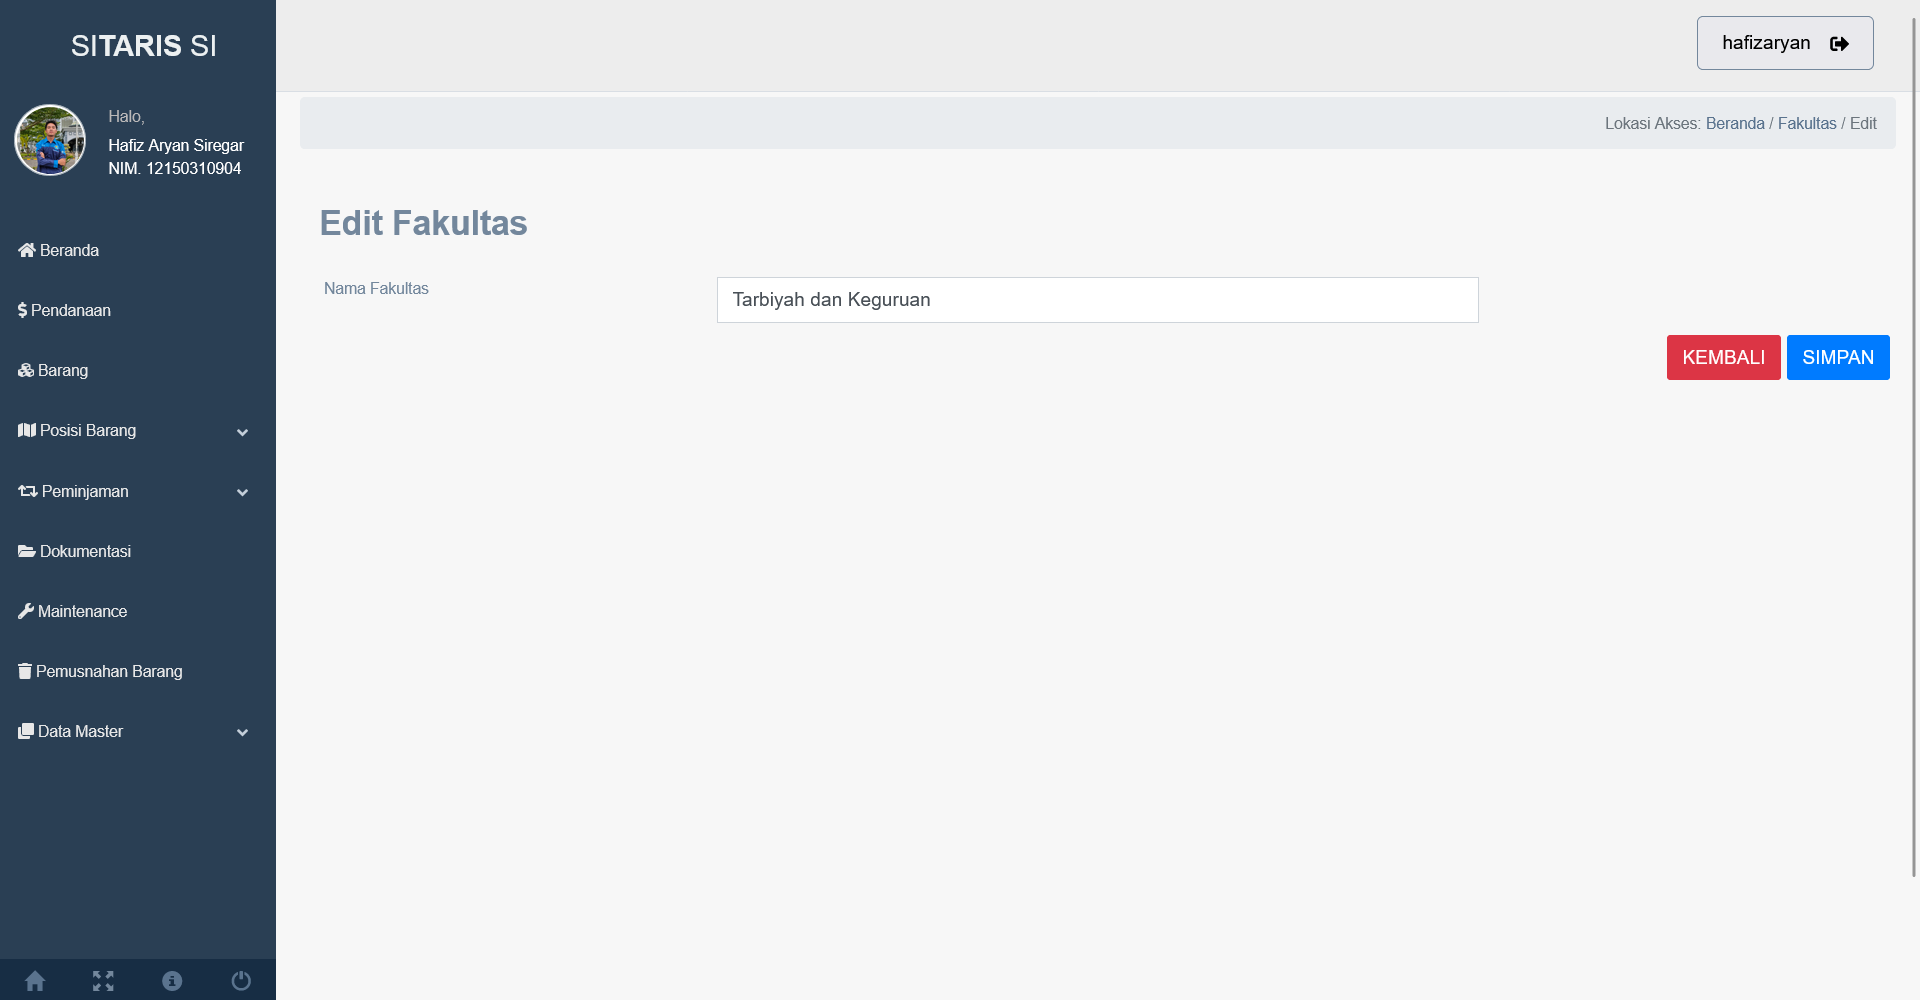 SITARIS SI
Halo,
Hafiz Aryan Siregar
NIM. 12150310904
Beranda
Pendanaan
Barang
Posisi Barang
Peminjaman
Dokumentasi
Maintenance
Pemusnahan Barang
Data Master
hafizaryan
Lokasi Akses: Beranda / Fakultas / Edit
Edit Fakultas
Nama Fakultas
Tarbiyah dan Keguruan
KEMBALI
SIMPAN